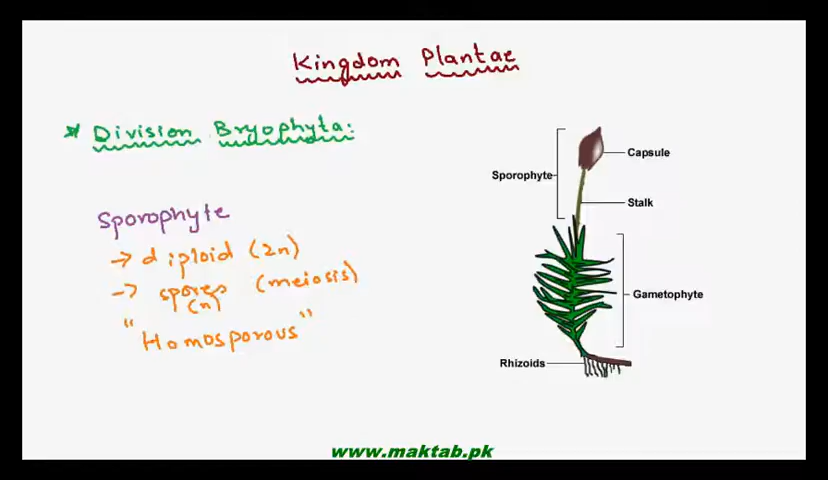 Kingdom Plantae
* Division Bryophyta:
Sporophyte
→ diploid (2n)
→ spores (meiosis)
(n)
"Homosporous"
Capsule
Sporophyte
Stalk
Gametophyte
Rhizoids
www.maktab.pk